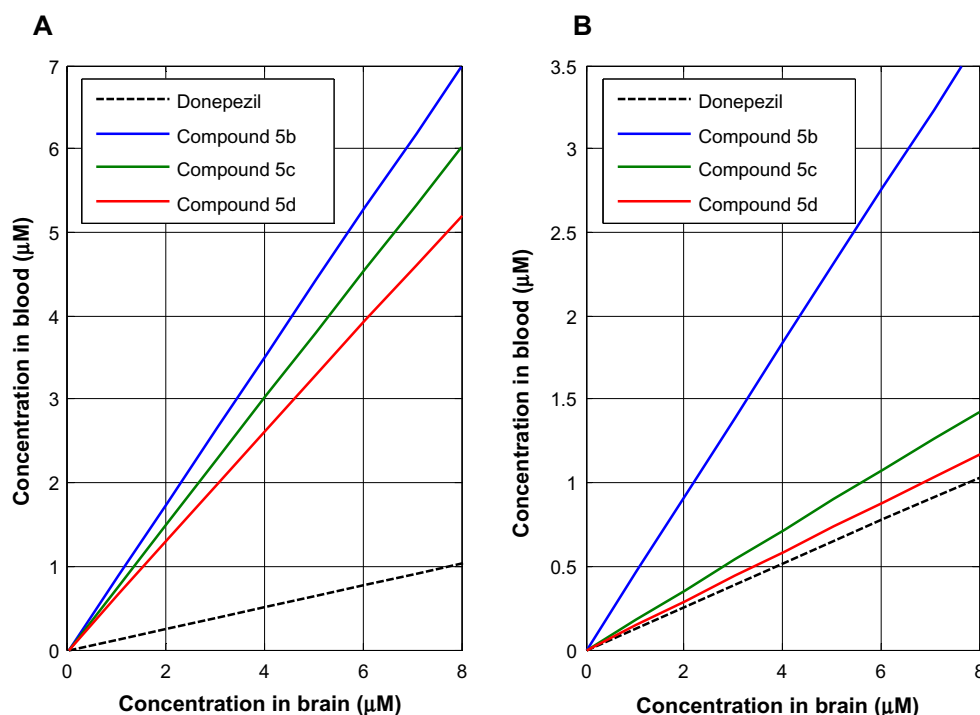 A
7
6
5
4
3
2
1
0
Concentration in blood (μM)
Donepezil
Compound 5b
Compound 5c
Compound 5d
0 2 4 6 8
Concentration in brain (μM)
B
3.5
3
2.5
2
1.5
1
0.5
0
Concentration in blood (μM)
Donepezil
Compound 5b
Compound 5c
Compound 5d
0 2 4 6 8
Concentration in brain (μM)